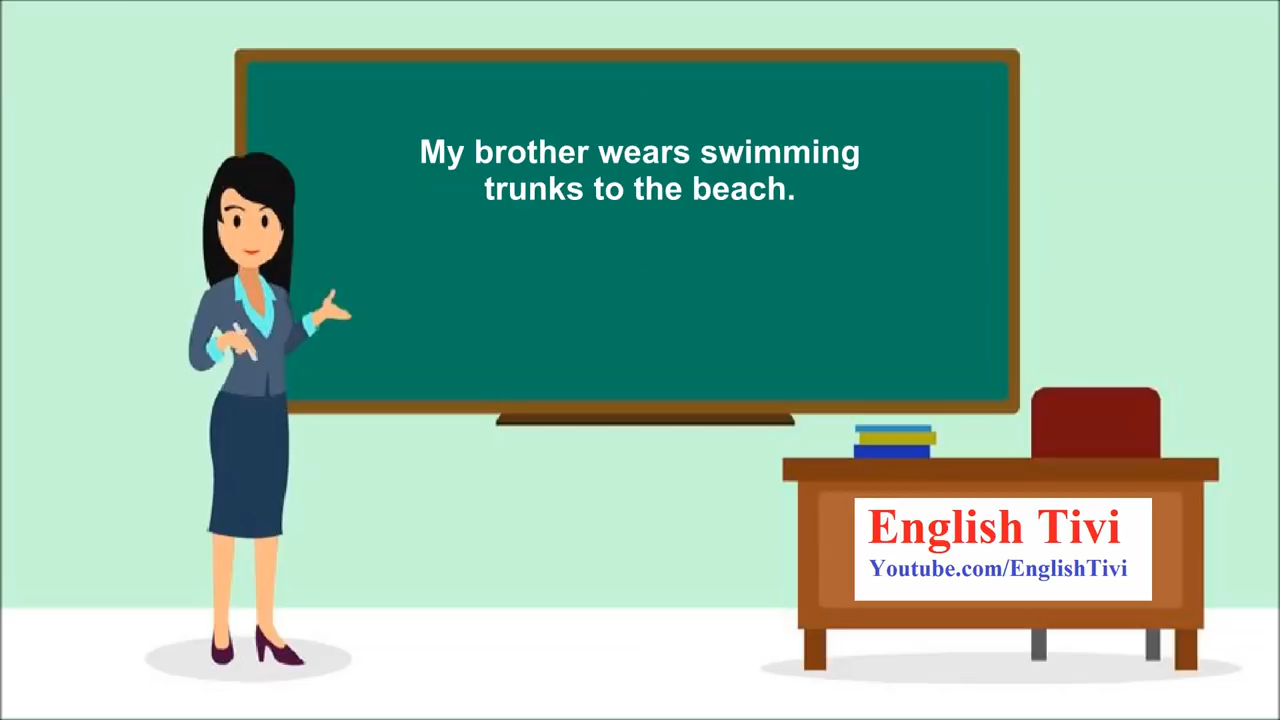 My brother wears swimming
trunks to the beach.
English Tivi
Youtube.com/EnglishTivi